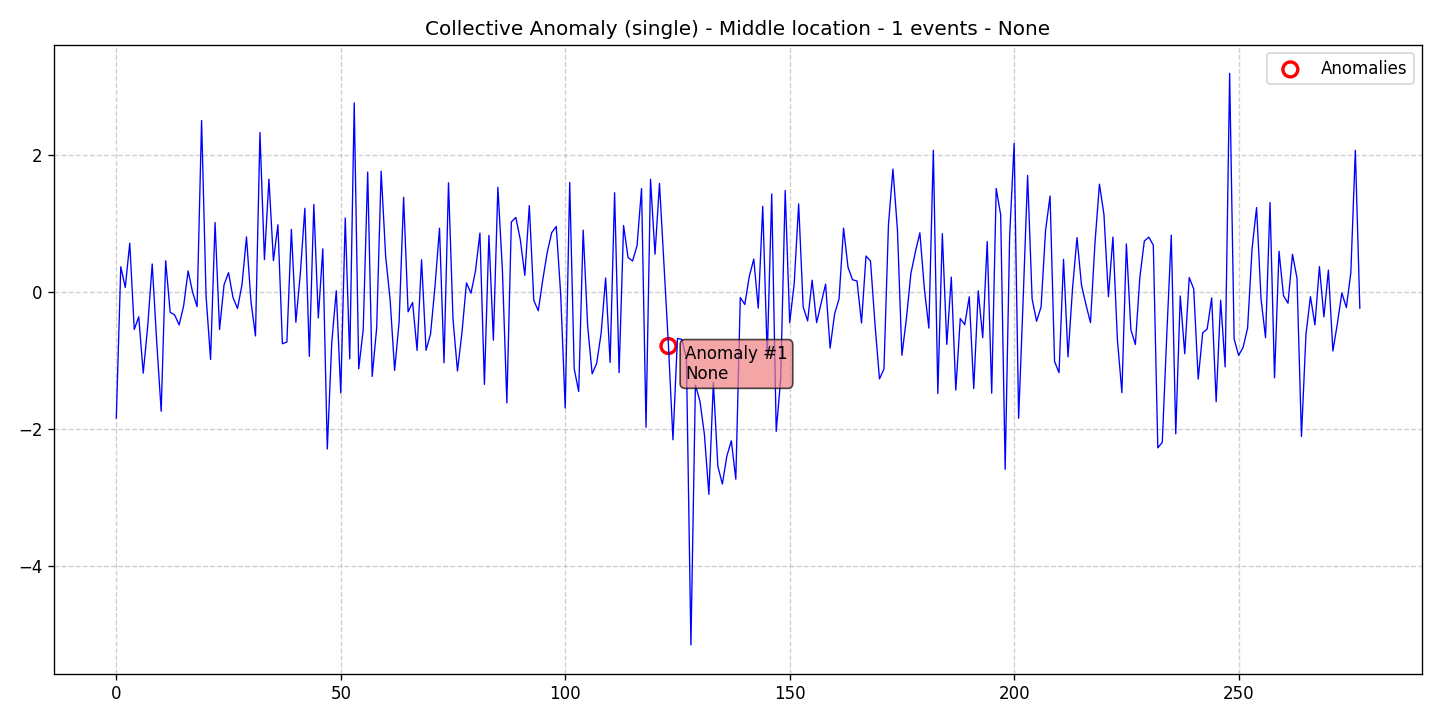 Collective Anomaly (single) - Middle location - 1 events - None
Anomalies
2
0
−2
−4
Anomaly #1
None
0
50
100
150
200
250